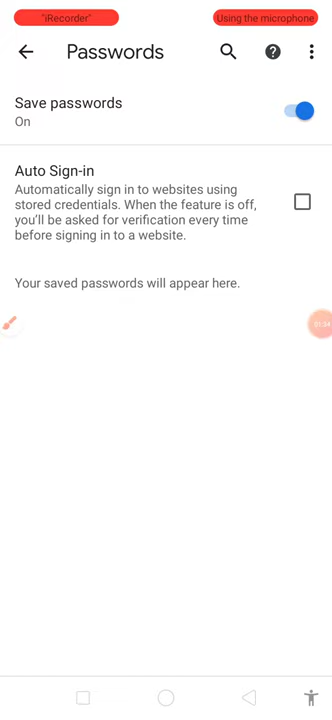 "iRecorder"
Using the microphone
Passwords
Save passwords
On
Auto Sign-in
Automatically sign in to websites using
stored credentials. When the feature is off,
you'll be asked for verification every time
before signing in to a website.
Your saved passwords will appear here.
01:34